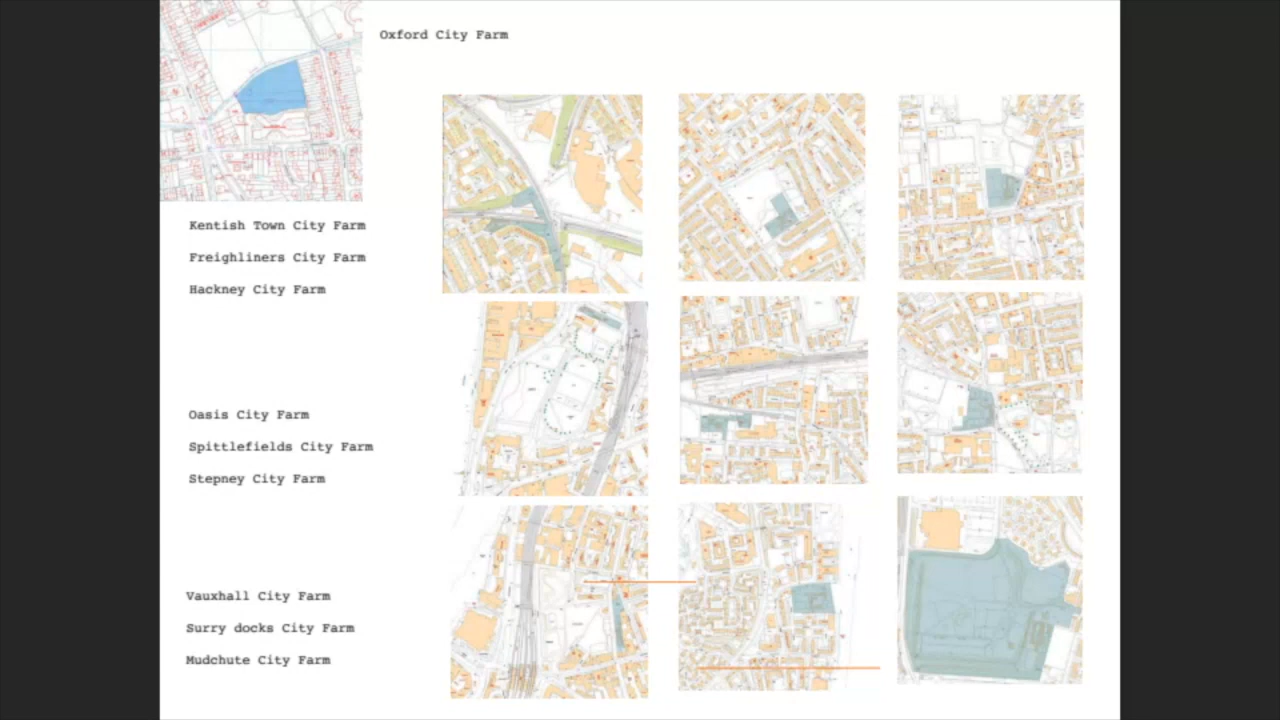 Oxford City Farm
Kentish Town City Farm
Freighliners City Farm
Hackney City Farm
Oasis City Farm
Spittlefields City Farm
Stepney City Farm
Vauxhall City Farm
Surry docks City Farm
Mudchute City Farm